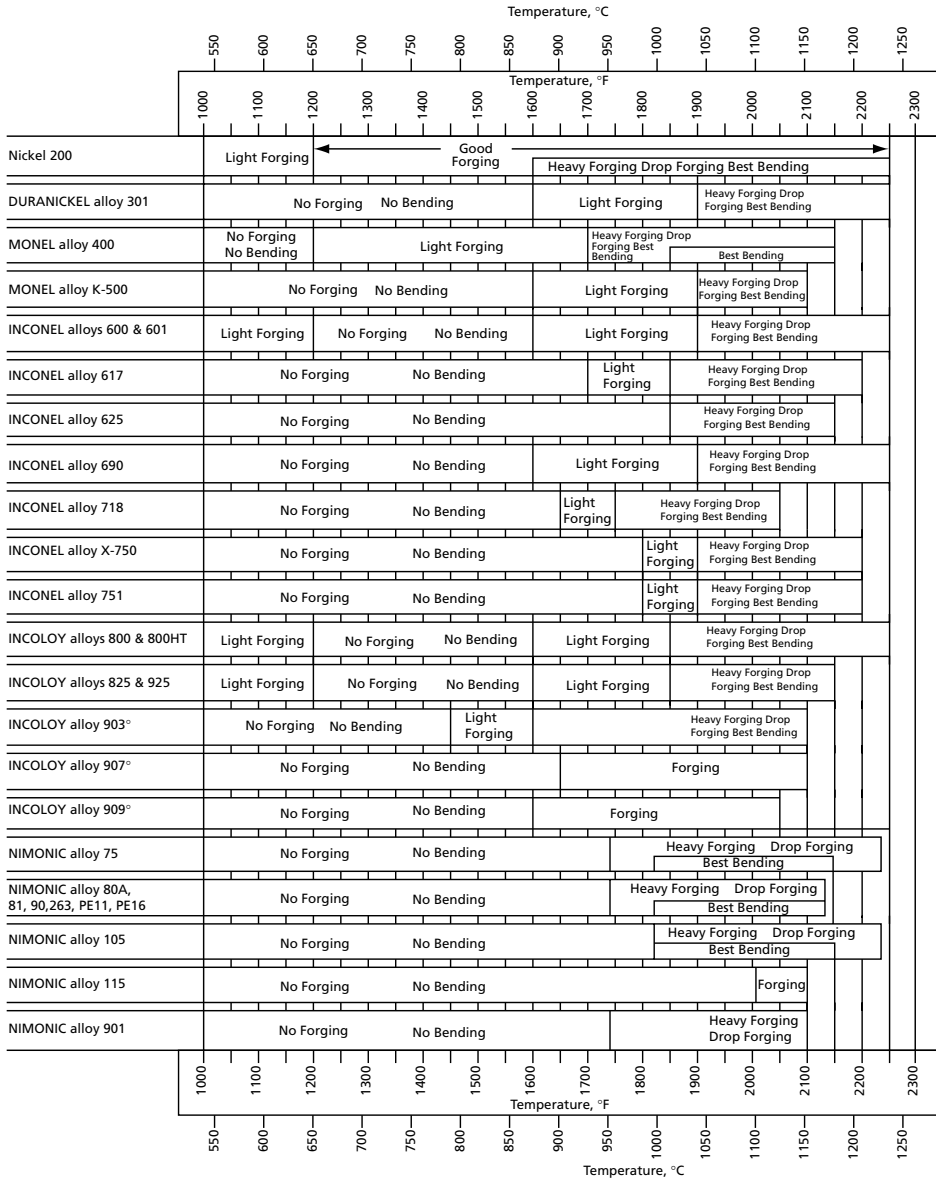 Temperature, °C
550 600 650 700 750 800 850 900 950 1000 1050 1100 1150 1200 1250
Temperature, °F
1000 1100 1200 1300 1400 1500 1600 1700 1800 1900 2000 2100 2200 2300
Nickel 200
Light Forging
Good
Forging
Heavy Forging Drop Forging Best Bending
DURANICKEL alloy 301
No Forging No Bending
Light Forging
Heavy Forging Drop
Forging Best Bending
MONEL alloy 400
No Forging
No Bending
Light Forging
Heavy Forging Drop
Forging Best
Bending
Best Bending
MONEL alloy K-500
No Forging No Bending
Light Forging
Heavy Forging Drop
Forging Best Bending
INCONEL alloys 600 & 601
Light Forging
No Forging No Bending
Light Forging
Heavy Forging Drop
Forging Best Bending
INCONEL alloy 617
No Forging No Bending
Light
Forging
Heavy Forging Drop
Forging Best Bending
INCONEL alloy 625
No Forging No Bending
Heavy Forging Drop
Forging Best Bending
INCONEL alloy 690
No Forging No Bending
Light Forging
Heavy Forging Drop
Forging Best Bending
INCONEL alloy 718
No Forging No Bending
Light
Forging
Heavy Forging Drop
Forging Best Bending
INCONEL alloy X-750
No Forging No Bending
Light
Forging
Heavy Forging Drop
Forging Best Bending
INCONEL alloy 751
No Forging No Bending
Light
Forging
Heavy Forging Drop
Forging Best Bending
INCOLOY alloys 800 & 800HT
Light Forging
No Forging No Bending
Light Forging
Heavy Forging Drop
Forging Best Bending
INCOLOY alloys 825 & 925
Light Forging
No Forging No Bending
Light Forging
Heavy Forging Drop
Forging Best Bending
INCOLOY alloy 903°
No Forging No Bending
Light
Forging
Heavy Forging Drop
Forging Best Bending
INCOLOY alloy 907°
No Forging No Bending
Forging
INCOLOY alloy 909°
No Forging No Bending
Forging
NIMONIC alloy 75
No Forging No Bending
Heavy Forging Drop Forging
Best Bending
NIMONIC alloy 80A,
81, 90,263, PE11, PE16
No Forging No Bending
Heavy Forging Drop Forging
Best Bending
NIMONIC alloy 105
No Forging No Bending
Heavy Forging Drop Forging
Best Bending
NIMONIC alloy 115
No Forging No Bending
Forging
NIMONIC alloy 901
No Forging No Bending
Heavy Forging
Drop Forging
1000 1100 1200 1300 1400 1500 1600 1700 1800 1900 2000 2100 2200 2300
Temperature, °F
550 600 650 700 750 800 850 900 950 1000 1050 1100 1150 1200 1250
Temperature, °C